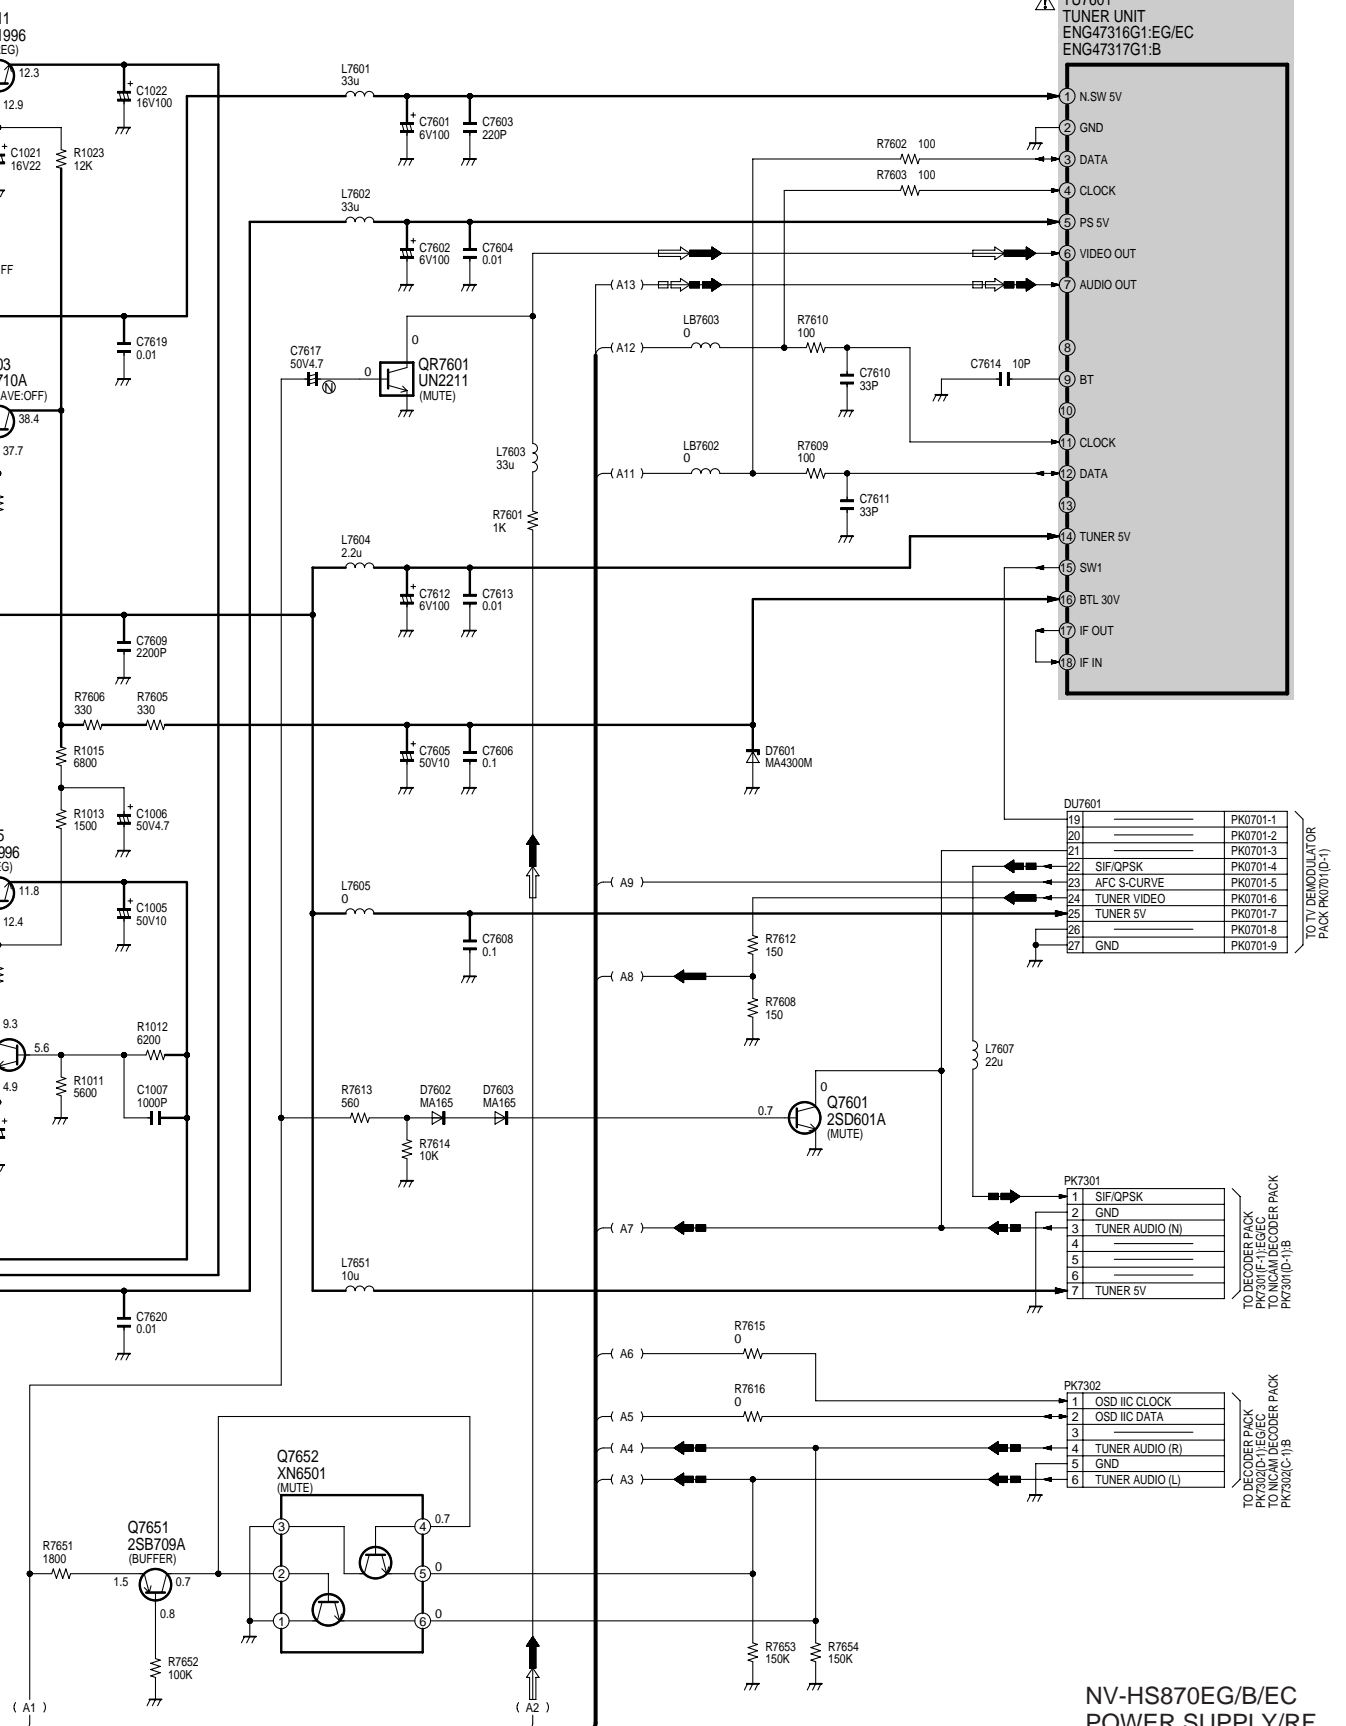 TU7601
TUNER UNIT
ENG47316G1:EG/EC
ENG47317G1:B
11
1996
EG)
12.3
12.9
C1022
16V100
C1021
16V22
R1023
12K
L7601
33u
C7601
6V100
C7603
220P
1 N.SW 5V
2 GND
R7602 100
3 DATA
R7603 100
4 CLOCK
L7602
33u
5 PS 5V
C7602
6V100
C7604
0.01
6 VIDEO OUT
FF
( A13 )
7 AUDIO OUT
C7619
0.01
LB7603
0
R7610
100
( A12 )
8
C7617
50V4.7
N
0
0
QR7601
UN2211
(MUTE)
C7610
33P
C7614 10P
9 BT
10
03
710A
AVE:OFF)
38.4
37.7
L7603
33u
LB7602
0
R7609
100
11 CLOCK
( A11 )
12 DATA
C7611
33P
13
R7601
1K
14 TUNER 5V
L7604
2.2u
15 SW1
C7612
6V100
C7613
0.01
16 BTL 30V
17 IF OUT
18 IF IN
C7609
2200P
R7606
330
R7605
330
R1015
6800
C7605
50V10
C7606
0.1
D7601
MA4300M
R1013
1500
C1006
50V4.7
DU7601
19 PK0701-1
20 PK0701-2
21 PK0701-3
22 SIF/QPSK PK0701-4
23 AFC S-CURVE PK0701-5
24 TUNER VIDEO PK0701-6
25 TUNER 5V PK0701-7
26 PK0701-8
27 GND PK0701-9
TO TV DEMODULATOR
PACK PK0701(D-1)
5
996
G)
11.8
12.4
C1005
50V10
L7605
0
( A9 )
C7608
0.1
R7612
150
( A8 )
R7608
150
9.3
5.6
4.9
R1012
6200
R1011
5600
C1007
1000P
L7607
22u
R7613
560
D7602
MA165
D7603
MA165
R7614
10K
0.7
0
Q7601
2SD601A
(MUTE)
PK7301
1 SIF/QPSK
2 GND
3 TUNER AUDIO (N)
4
5
6
7 TUNER 5V
TO DECODER PACK
PK7301(F-1):EG/EC
TO NICAM DECODER PACK
PK7301(D-1):B
( A7 )
L7651
10u
C7620
0.01
R7615
0
( A6 )
R7616
0
( A5 )
( A4 )
( A3 )
PK7302
1 OSD IIC CLOCK
2 OSD IIC DATA
3
4 TUNER AUDIO (R)
5 GND
6 TUNER AUDIO (L)
TO DECODER PACK
PK7302(D-1):EG/EC
TO NICAM DECODER PACK
PK7302(C-1):B
Q7652
XN6501
(MUTE)
3
4
0.7
2
5
0
1
6
0
R7651
1800
Q7651
2SB709A
(BUFFER)
1.5
0.7
0.8
R7652
100K
R7653
150K
R7654
150K
( A1 )
( A2 )
NV-HS870EG/B/EC
POWER SUPPLY/RF